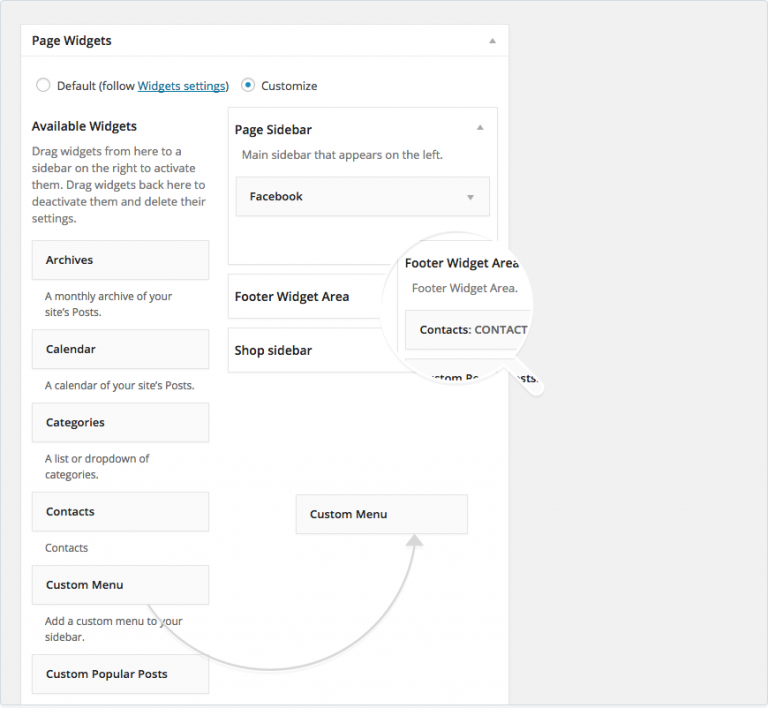 Page Widgets
Default (follow Widgets settings)
Customize
Available Widgets
Drag widgets from here to a
sidebar on the right to activate
them. Drag widgets back here to
deactivate them and delete their
settings.
Archives
A monthly archive of your
site's Posts.
Calendar
A calendar of your site's Posts.
Categories
A list or dropdown of
categories.
Contacts
Contacts
Custom Menu
Add a custom menu to your
sidebar.
Custom Popular Posts
Page Sidebar
Main sidebar that appears on the left.
Facebook
Footer Widget Area
Shop sidebar
Footer Widget Area
Footer Widget Area.
Contacts: CONTACT
Custom Menu